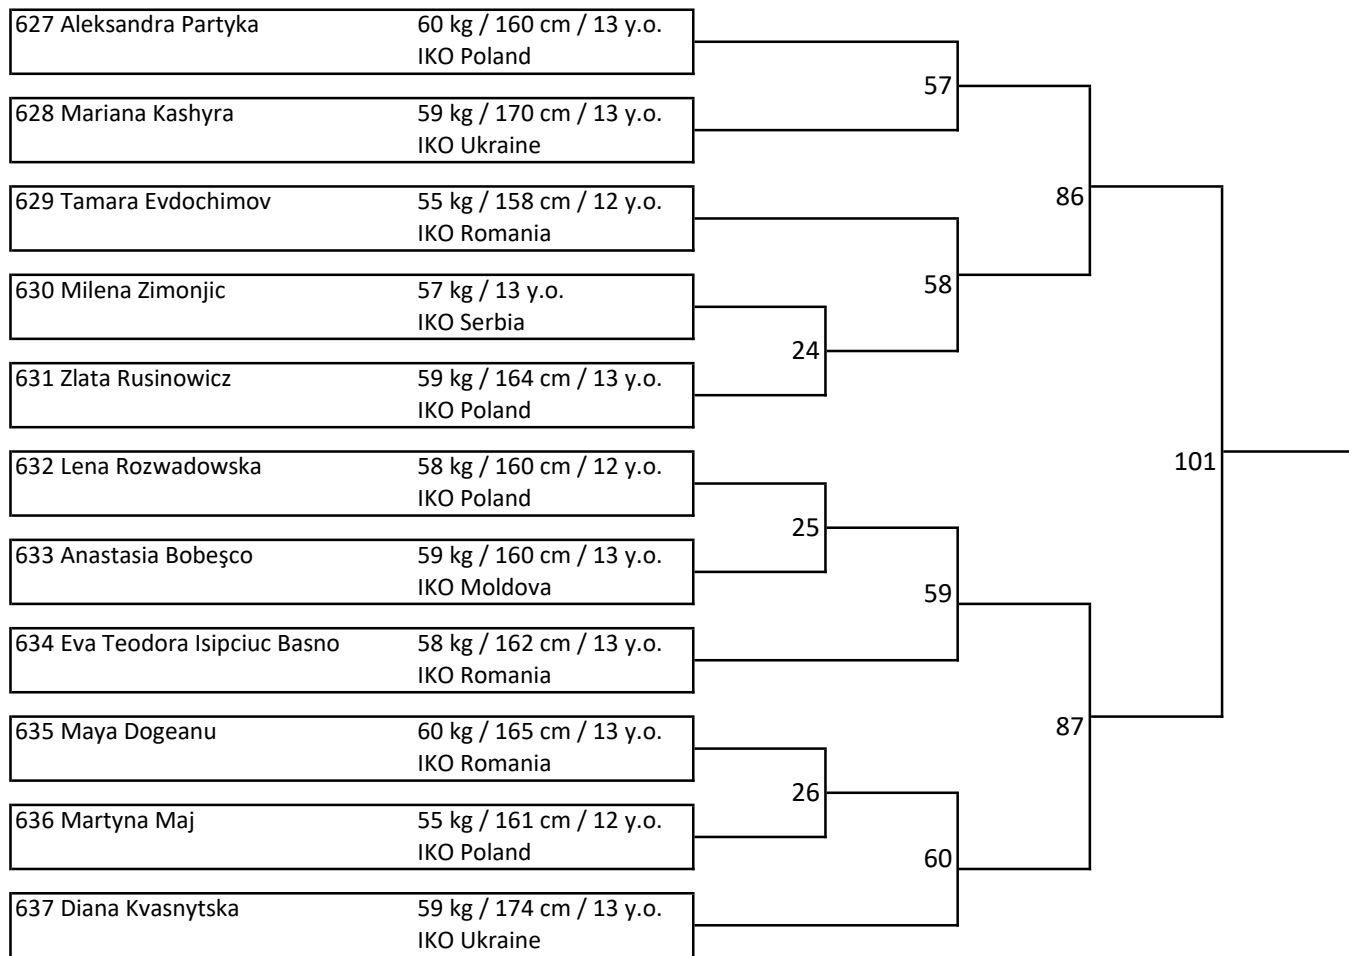 627 Aleksandra Partyka 60 kg / 160 cm / 13 y.o.
IKO Poland
57
628 Mariana Kashyra 59 kg / 170 cm / 13 y.o.
IKO Ukraine
629 Tamara Evdochimov 55 kg / 158 cm / 12 y.o.
86
IKO Romania
630 Milena Zimonjic 57 kg / 13 y.o.
58
IKO Serbia
24
631 Zlata Rusinowicz 59 kg / 164 cm / 13 y.o.
IKO Poland
632 Lena Rozwadowska 58 kg / 160 cm / 12 y.o.
101
IKO Poland
25
633 Anastasia Bobeşco 59 kg / 160 cm / 13 y.o.
IKO Moldova
59
634 Eva Teodora Isipciuc Basno 58 kg / 162 cm / 13 y.o.
IKO Romania
635 Maya Dogeanu 60 kg / 165 cm / 13 y.o.
87
IKO Romania
26
636 Martyna Maj 55 kg / 161 cm / 12 y.o.
IKO Poland
60
637 Diana Kvasnytska 59 kg / 174 cm / 13 y.o.
IKO Ukraine